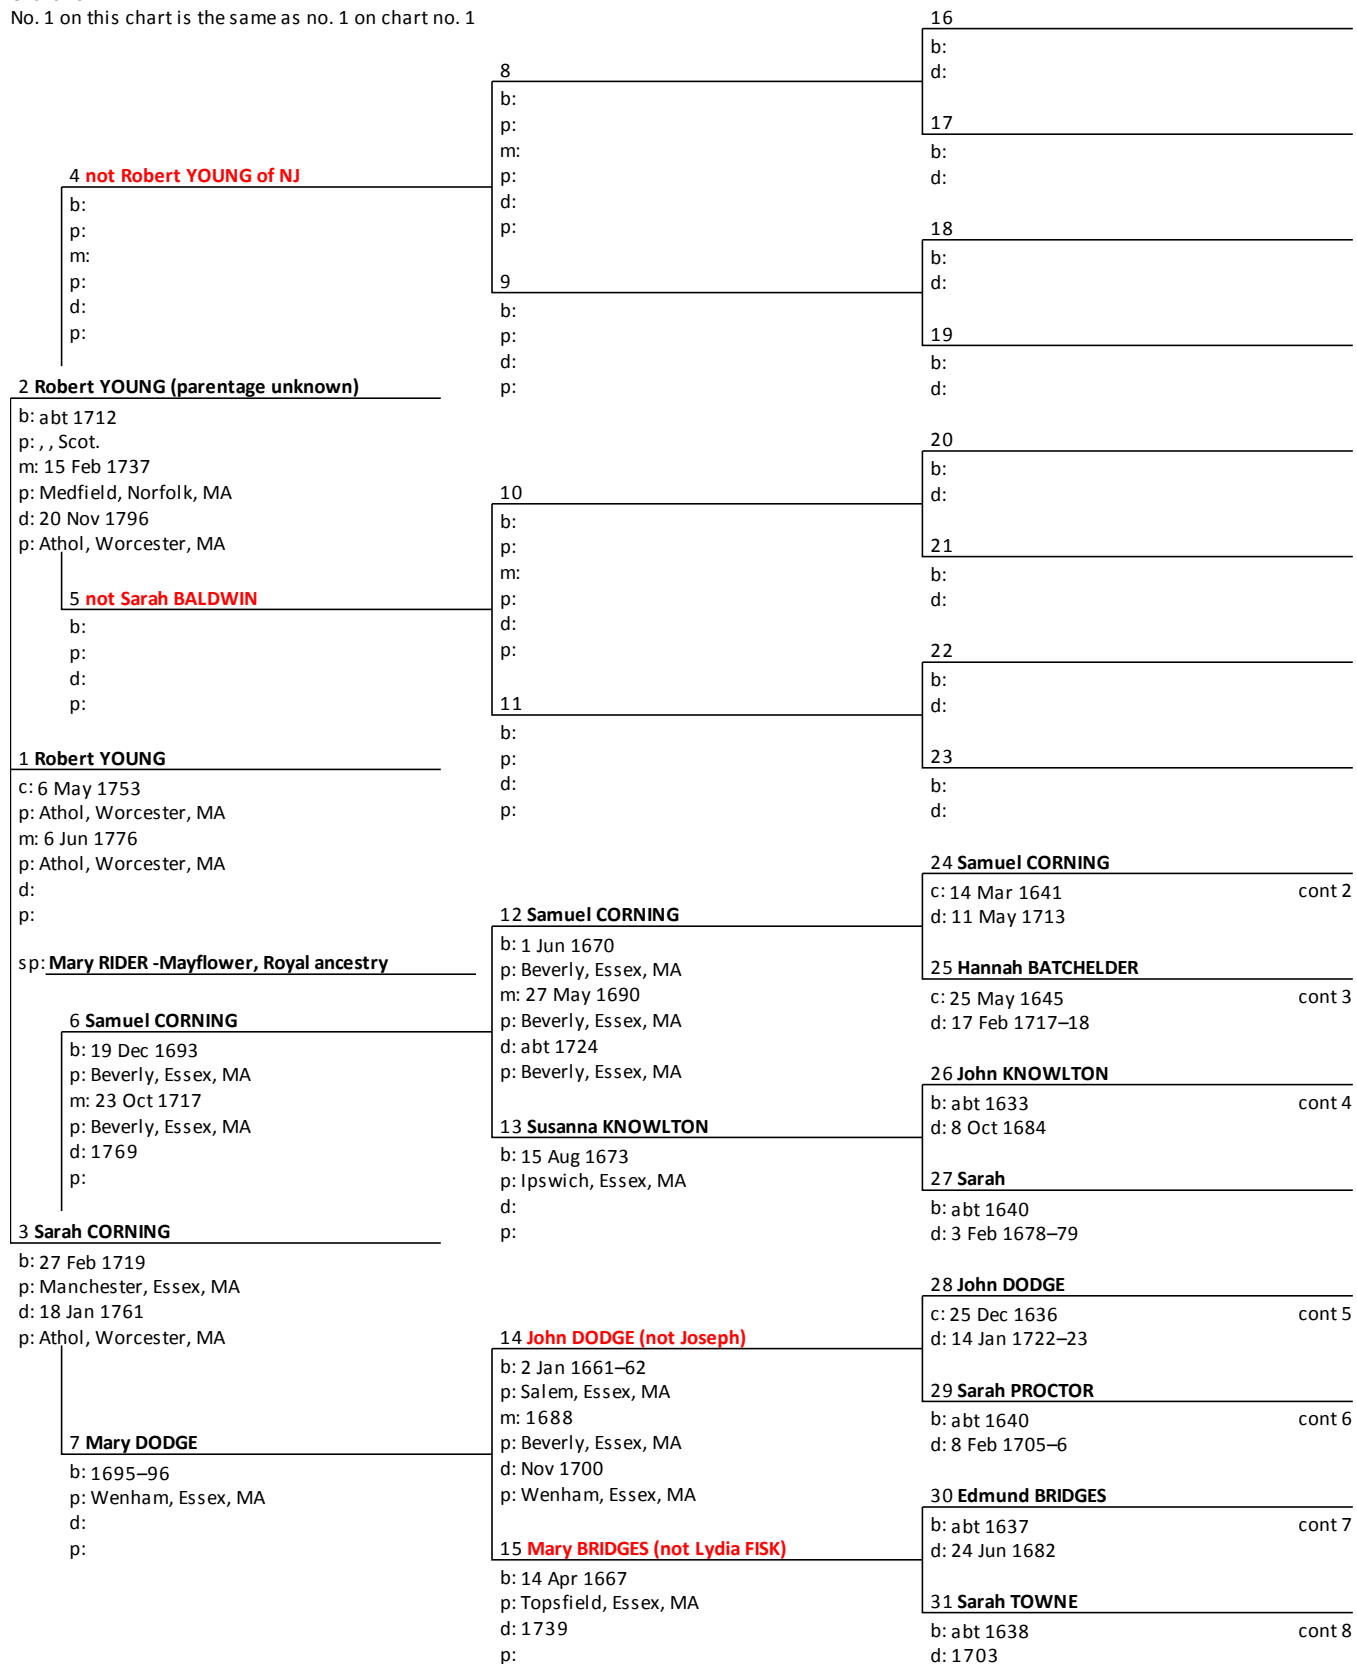 No. 1 on this chart is the same as no. 1 on chart no. 1
16
b:
d:
8
b:
p:
m:
p:
d:
p:
17
b:
d:
4 not Robert YOUNG of NJ
b:
p:
m:
p:
d:
p:
18
b:
d:
9
b:
p:
d:
p:
19
b:
d:
2 Robert YOUNG (parentage unknown)
b: abt 1712
p: , , Scot.
m: 15 Feb 1737
p: Medfield, Norfolk, MA
d: 20 Nov 1796
p: Athol, Worcester, MA
20
b:
d:
10
b:
p:
m:
p:
d:
p:
21
b:
d:
5 not Sarah BALDWIN
b:
p:
d:
p:
22
b:
d:
11
b:
p:
d:
p:
23
b:
d:
1 Robert YOUNG
c: 6 May 1753
p: Athol, Worcester, MA
m: 6 Jun 1776
p: Athol, Worcester, MA
d:
p:
sp: Mary RIDER -Mayflower, Royal ancestry
24 Samuel CORNING
c: 14 Mar 1641 cont 2
d: 11 May 1713
12 Samuel CORNING
b: 1 Jun 1670
p: Beverly, Essex, MA
m: 27 May 1690
p: Beverly, Essex, MA
d: abt 1724
p: Beverly, Essex, MA
25 Hannah BATCHELDER
c: 25 May 1645 cont 3
d: 17 Feb 1717–18
6 Samuel CORNING
b: 19 Dec 1693
p: Beverly, Essex, MA
m: 23 Oct 1717
p: Beverly, Essex, MA
d: 1769
p:
26 John KNOWLTON
b: abt 1633 cont 4
d: 8 Oct 1684
13 Susanna KNOWLTON
b: 15 Aug 1673
p: Ipswich, Essex, MA
d:
p:
27 Sarah
b: abt 1640
d: 3 Feb 1678–79
3 Sarah CORNING
b: 27 Feb 1719
p: Manchester, Essex, MA
d: 18 Jan 1761
p: Athol, Worcester, MA
28 John DODGE
c: 25 Dec 1636 cont 5
d: 14 Jan 1722–23
14 John DODGE (not Joseph)
b: 2 Jan 1661–62
p: Salem, Essex, MA
m: 1688
p: Beverly, Essex, MA
d: Nov 1700
p: Wenham, Essex, MA
29 Sarah PROCTOR
b: abt 1640 cont 6
d: 8 Feb 1705–6
7 Mary DODGE
b: 1695–96
p: Wenham, Essex, MA
d:
p:
30 Edmund BRIDGES
b: abt 1637 cont 7
d: 24 Jun 1682
15 Mary BRIDGES (not Lydia FISK)
b: 14 Apr 1667
p: Topsfield, Essex, MA
d: 1739
p:
31 Sarah TOWNE
b: abt 1638 cont 8
d: 1703